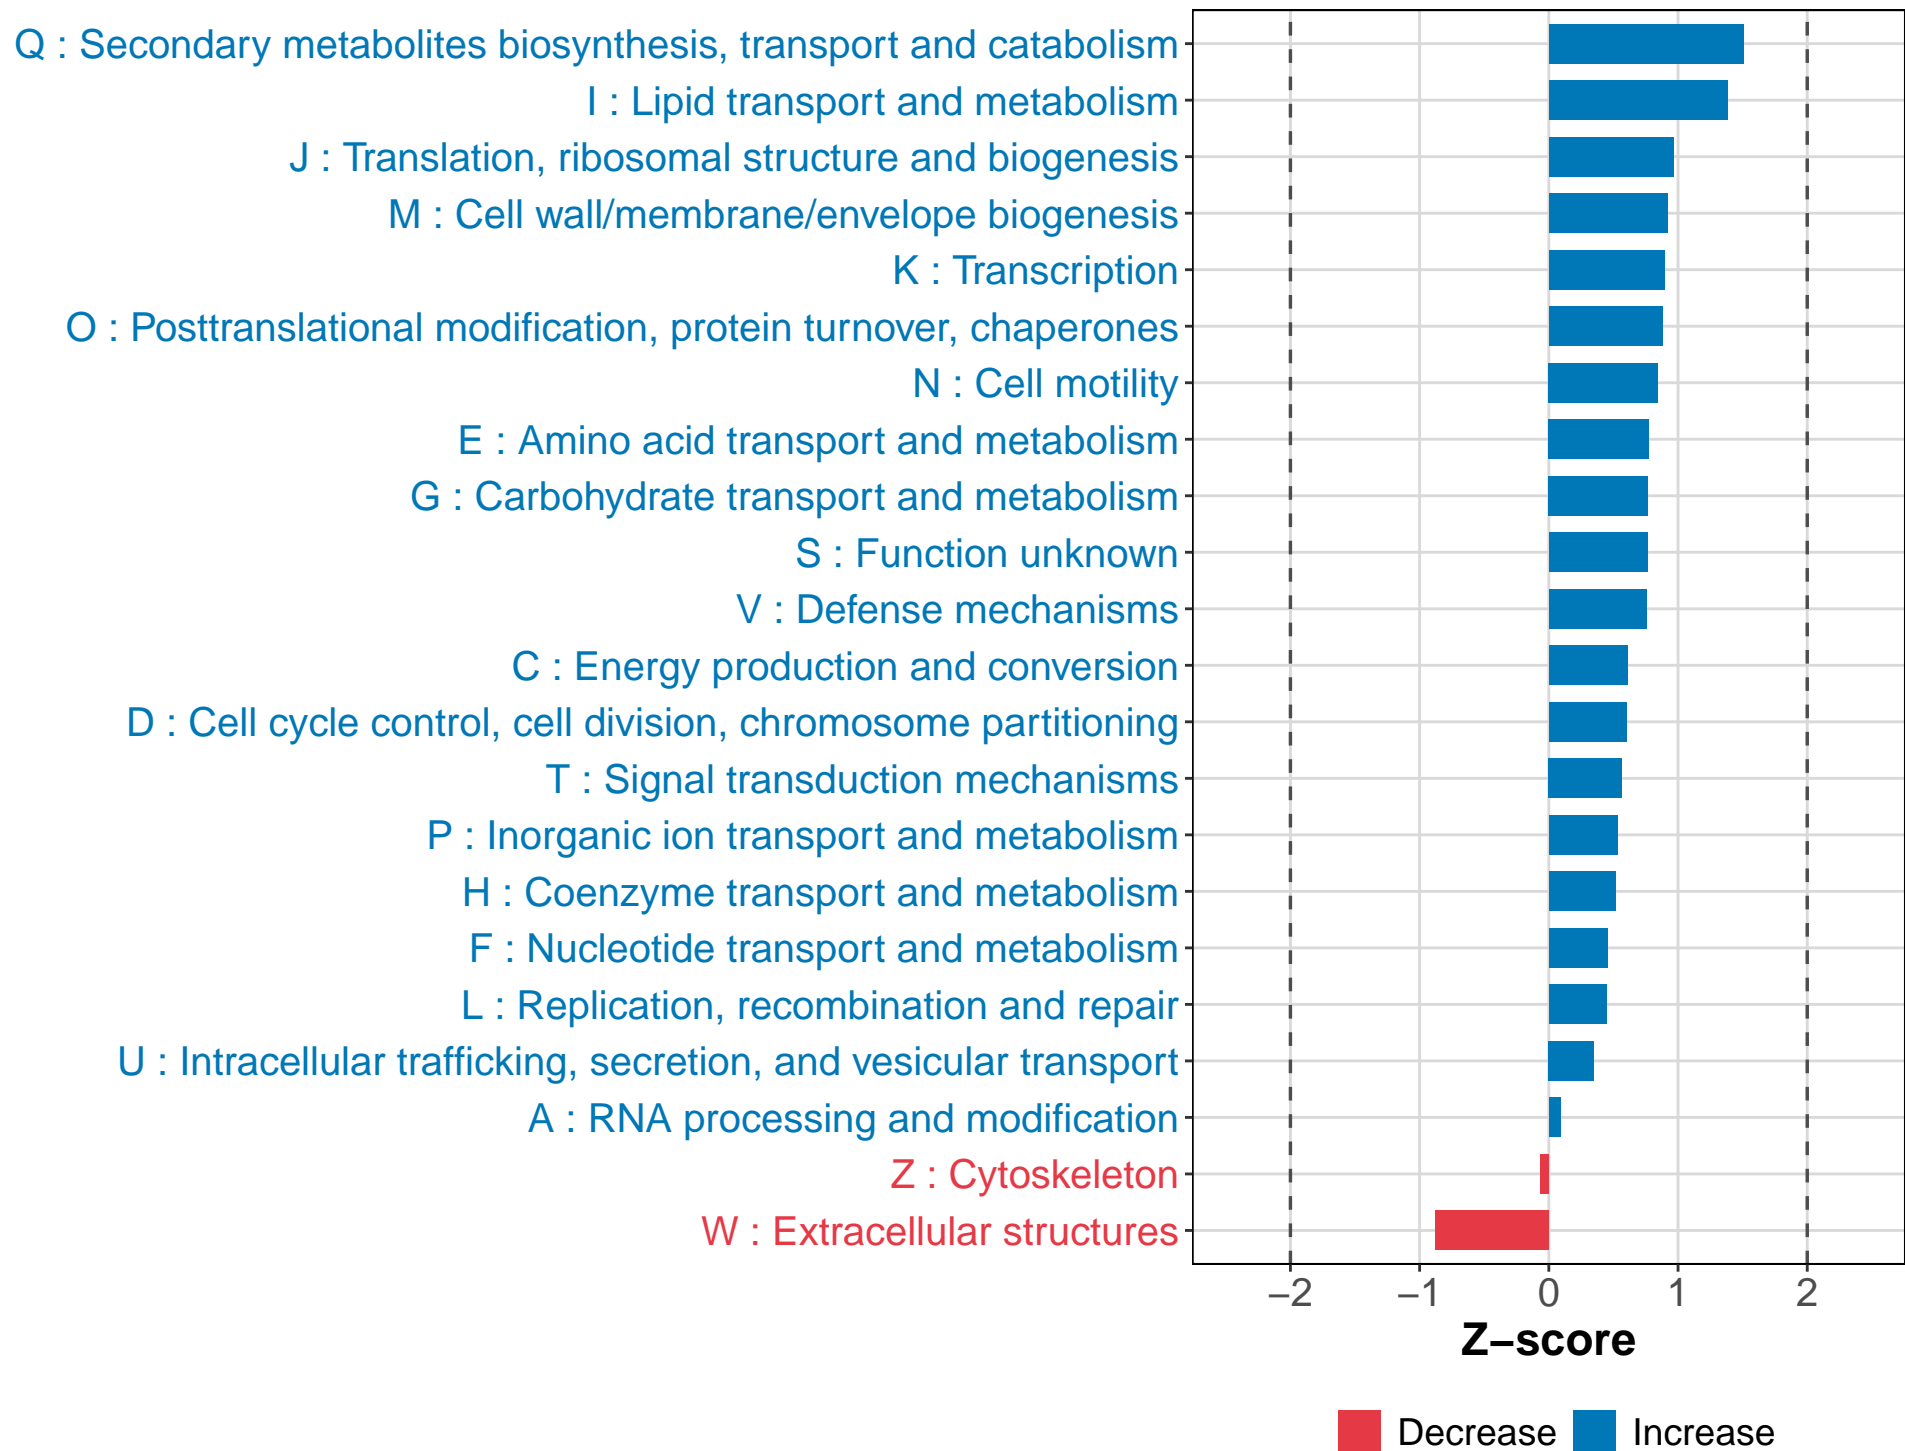 Q : Secondary metabolites biosynthesis, transport and catabolism
I : Lipid transport and metabolism
J : Translation, ribosomal structure and biogenesis
M : Cell wall/membrane/envelope biogenesis
K : Transcription
O : Posttranslational modification, protein turnover, chaperones
N : Cell motility
E : Amino acid transport and metabolism
G : Carbohydrate transport and metabolism
S : Function unknown
V : Defense mechanisms
C : Energy production and conversion
D : Cell cycle control, cell division, chromosome partitioning
T : Signal transduction mechanisms
P : Inorganic ion transport and metabolism
H : Coenzyme transport and metabolism
F : Nucleotide transport and metabolism
L : Replication, recombination and repair
U : Intracellular trafficking, secretion, and vesicular transport
A : RNA processing and modification
Z : Cytoskeleton
W : Extracellular structures
−2 −1 0 1 2
Z−score
Decrease Increase